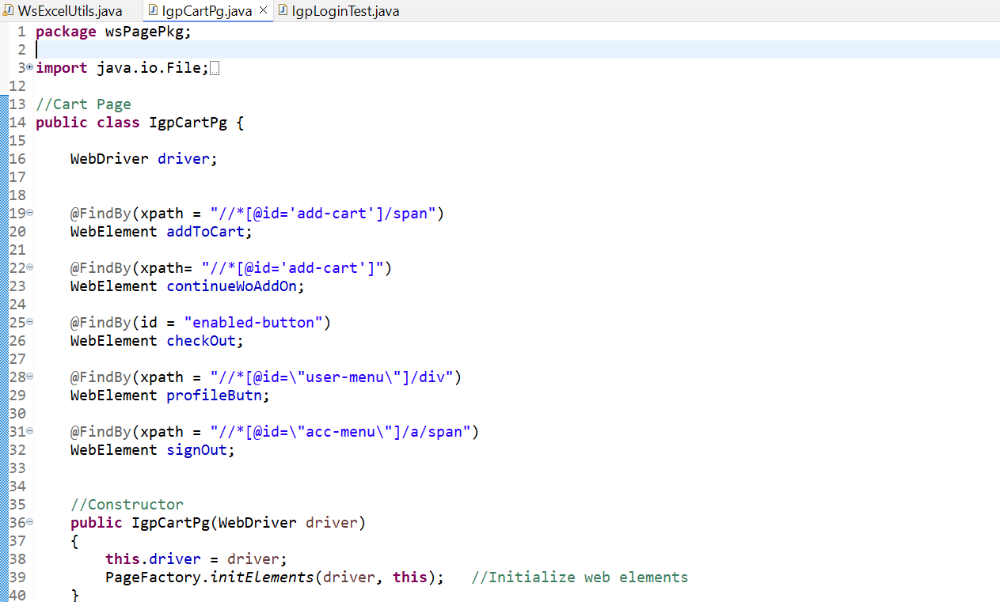 WsExcelUtils.java IgpCartPg.java × IgpLoginTest.java
1 package wsPagePkg;
2
3 import java.io.File;
12
13 //Cart Page
14 public class IgpCartPg {
15
16     WebDriver driver;
17
18
19     @FindBy(xpath = "//*[@id='add-cart']/span")
20     WebElement addToCart;
21
22     @FindBy(xpath= "//*[@id='add-cart']")
23     WebElement continueWoAddOn;
24
25     @FindBy(id = "enabled-button")
26     WebElement checkOut;
27
28     @FindBy(xpath = "//*[@id=\"user-menu\"]/div")
29     WebElement profileButn;
30
31     @FindBy(xpath = "//*[@id=\"acc-menu\"]/a/span")
32     WebElement signOut;
33
34
35     //Constructor
36     public IgpCartPg(WebDriver driver)
37     {
38         this.driver = driver;
39         PageFactory.initElements(driver, this);   //Initialize web elements
40     }